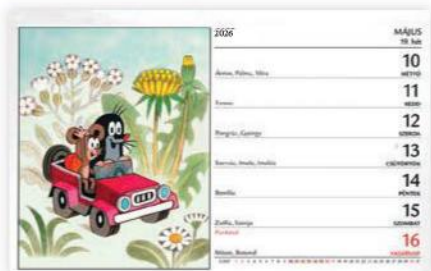 2026
MÁJUS
19. hét
10
HÉTFŐ
Ármin, Pálma, Míra
11
KEDD
Ferenc
12
SZERDA
Pongrác, Gyöngyi
13
CSÜTÖRTÖK
Szervác, Imola, Imelda
14
PÉNTEK
Bonifác
15
SZOMBAT
Zsófia, Szonja
Pünkösd
16
VASÁRNAP
Mózes, Botond